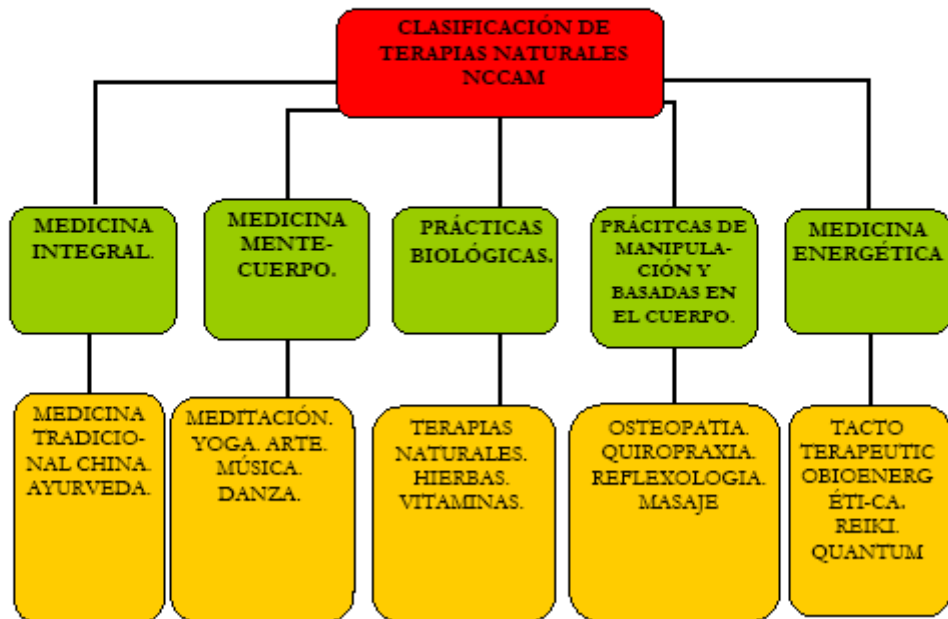 CLASIFICACIÓN DE
TERAPIAS NATURALES
NCCAM
MEDICINA
INTEGRAL.
MEDICINA
MENTE-
CUERPO.
PRÁCTICAS
BIOLÓGICAS.
PRÁCITCAS DE
MANIPULA-
CIÓN Y
BASADAS EN
EL CUERPO.
MEDICINA
ENERGÉTICA
MEDICINA
TRADICIO-
NAL CHINA.
AYURVEDA.
MEDITACIÓN.
YOGA. ARTE.
MÚSICA.
DANZA.
TERAPIAS
NATURALES.
HIERBAS.
VITAMINAS.
OSTEOPATIA.
QUIROPRAXIA.
REFLEXOLOGIA.
MASAJE
TACTO
TERAPEUTIC
OBIOENERG
ÉTI-CA.
REIKI.
QUANTUM